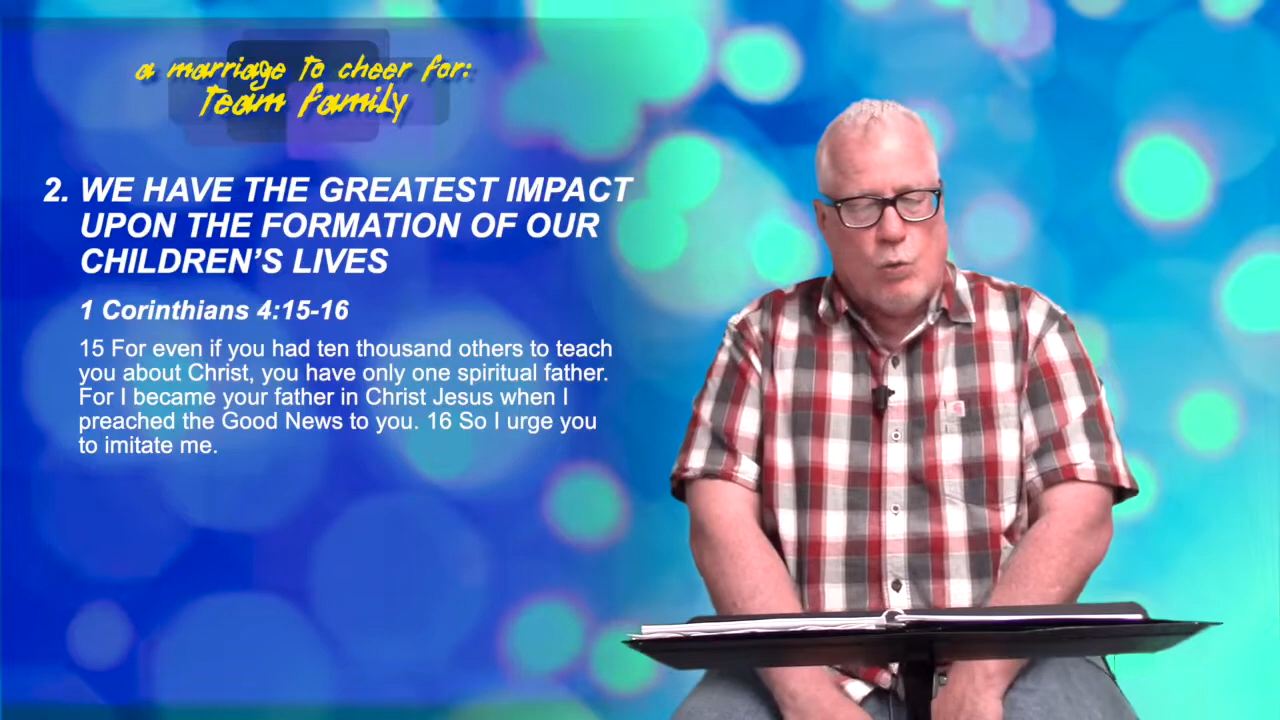 a marriage to cheer for:
Team family
2. WE HAVE THE GREATEST IMPACT
UPON THE FORMATION OF OUR
CHILDREN’S LIVES
1 Corinthians 4:15-16
15 For even if you had ten thousand others to teach
you about Christ, you have only one spiritual father.
For I became your father in Christ Jesus when I
preached the Good News to you. 16 So I urge you
to imitate me.